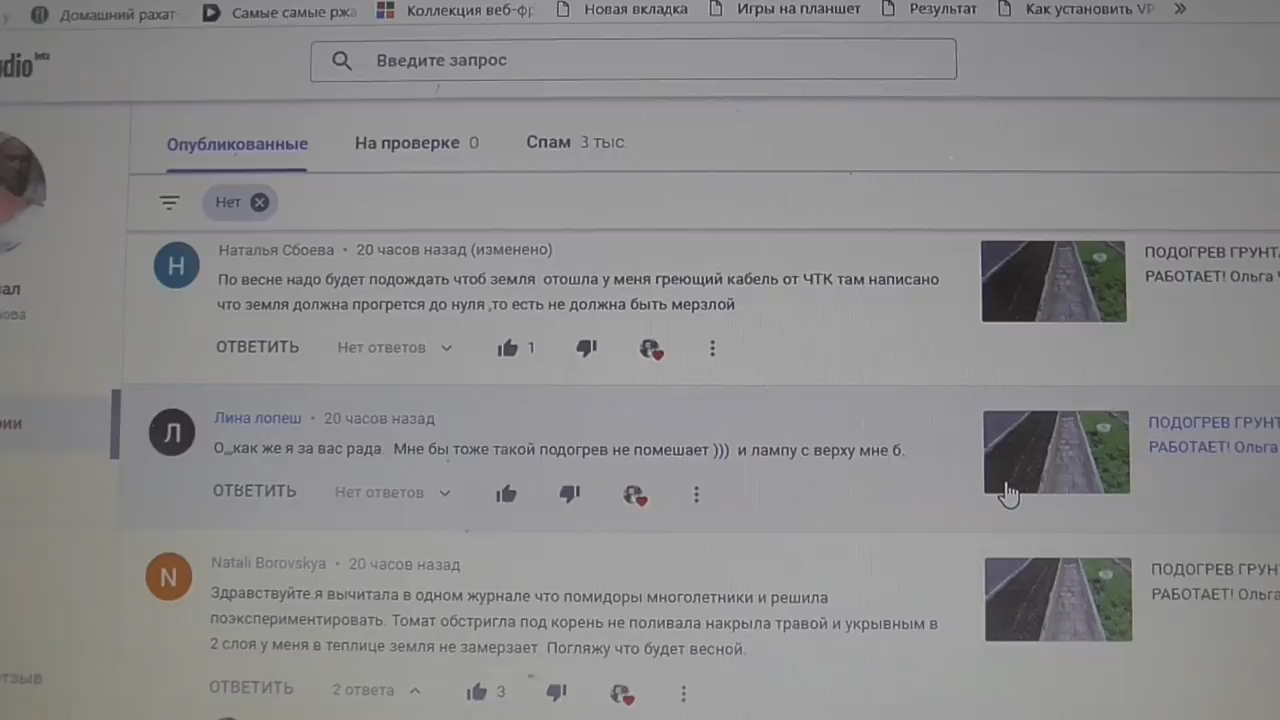 Домашний рахат
Самые самые ржа
Коллекция веб-фр
Новая вкладка
Игры на планшет
Результат
Как установить VP
dio beta
Введите запрос
Опубликованные
На проверке 0
Спам 3 тыс.
Нет
Наталья Сбоева • 20 часов назад (изменено)
По весне надо будет подождать чтоб земля отошла у меня греющий кабель от ЧТК там написано
что земля должна прогрется до нуля ,то есть не должна быть мерзлой
ОТВЕТИТЬ Нет ответов 1
ПОДОГРЕВ ГРУНТА
РАБОТАЕТ! Ольга Ч
Лина лопеш • 20 часов назад
О,,,,как же я за вас рада. Мне бы тоже такой подогрев не помешает ))) и лампу с верху мне б.
ОТВЕТИТЬ Нет ответов
ПОДОГРЕВ ГРУНТ
РАБОТАЕТ! Ольга
Natali Borovskya • 20 часов назад
Здравствуйте.я вычитала в одном журнале что помидоры многолетники и решила
поэкспериментировать. Томат обстригла под корень не поливала накрыла травой и укрывным в
2 слоя у меня в теплице земля не замерзает. Погляжу что будет весной.
ОТВЕТИТЬ 2 ответа 3
ПОДОГРЕВ ГРУН
РАБОТАЕТ! Ольга